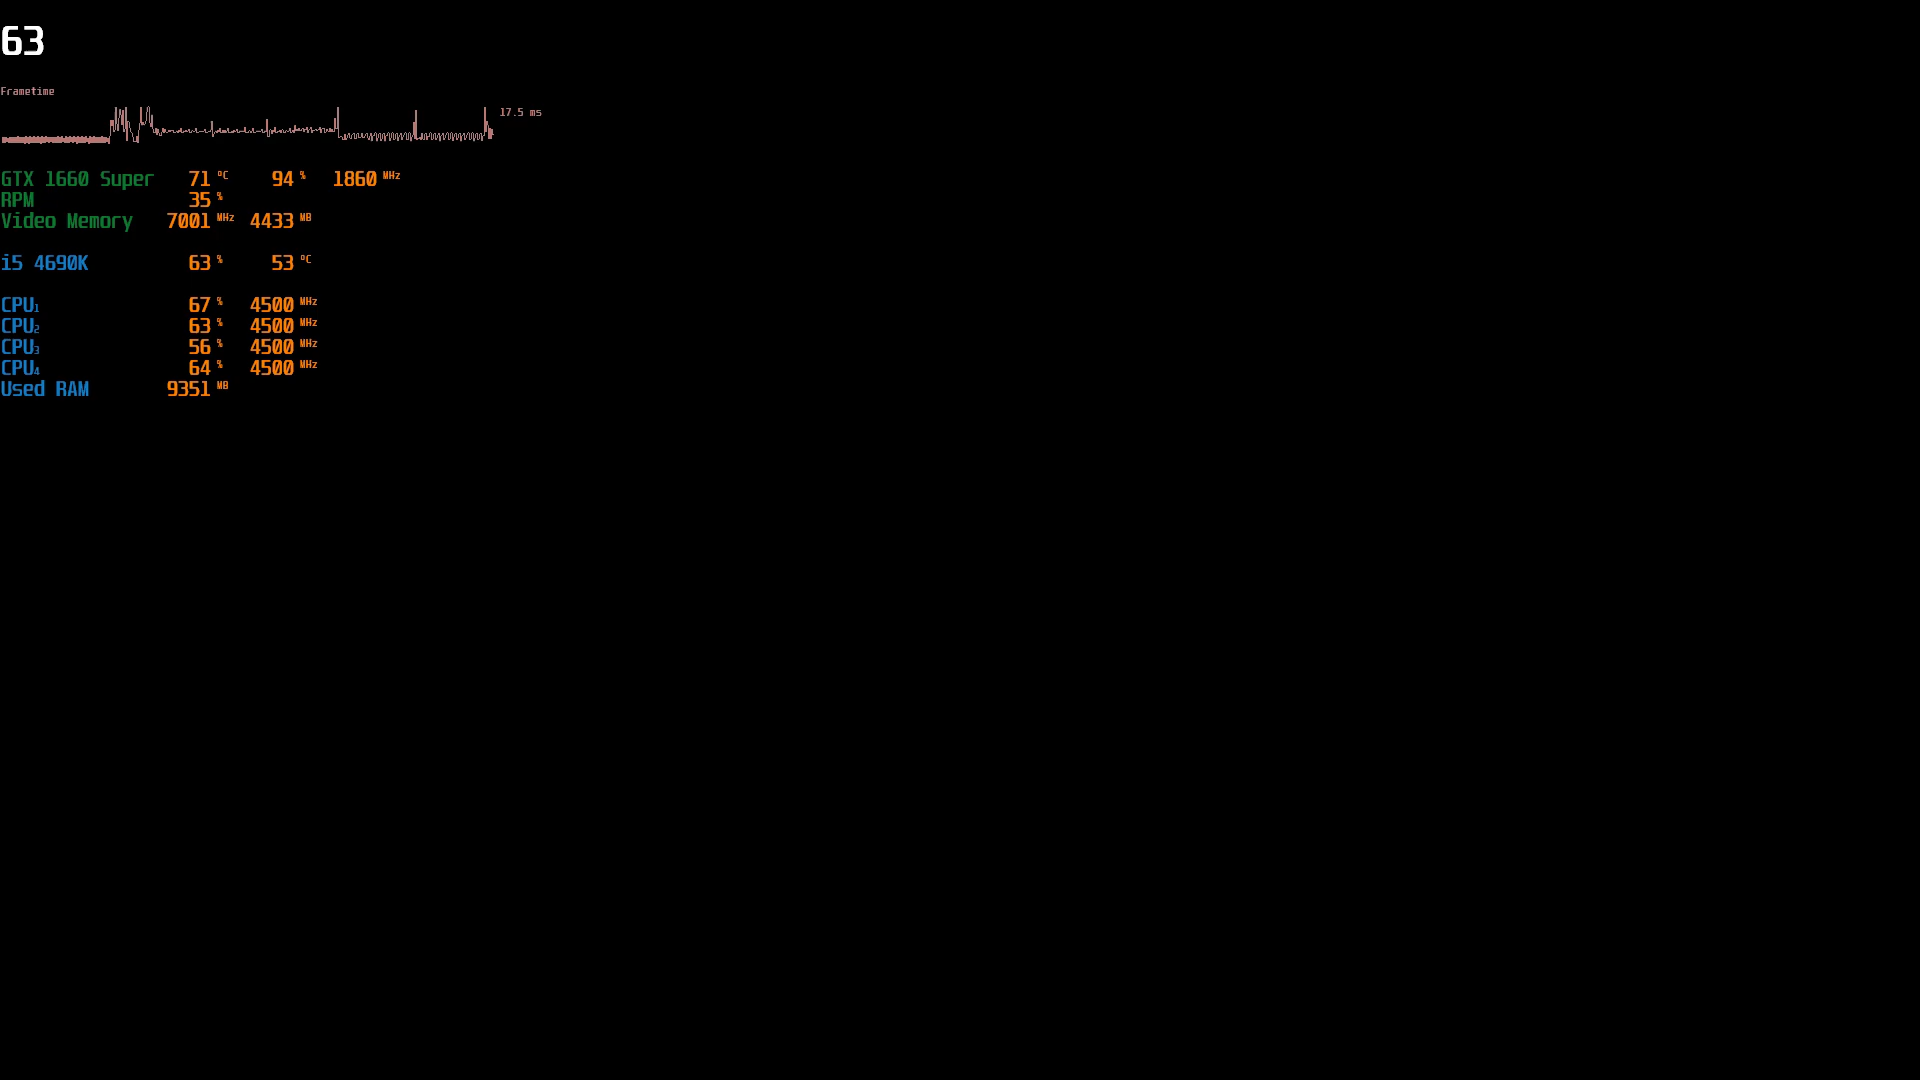 63
Frametime
17.5 ms
GTX 1660 Super 71 °C 94 % 1860 MHz
RPM 35 %
Video Memory 7001 MHz 4433 MB
i5 4690K 63 % 53 °C
CPU1 67 % 4500 MHz
CPU2 63 % 4500 MHz
CPU3 56 % 4500 MHz
CPU4 64 % 4500 MHz
Used RAM 9351 MB